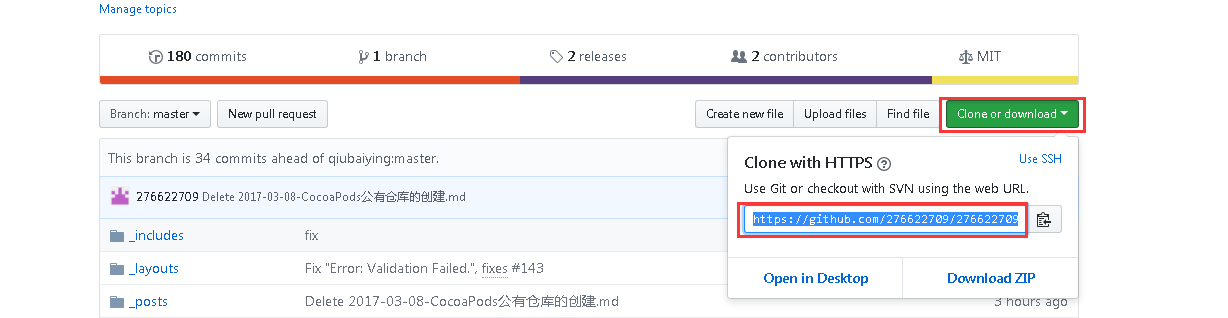 Manage topics
180 commits 1 branch 2 releases 2 contributors MIT
Branch: master New pull request Create new file Upload files Find file Clone or download
This branch is 34 commits ahead of qiubaiying:master.
Clone with HTTPS Use SSH
Use Git or checkout with SVN using the web URL.
276622709 Delete 2017-03-08-CocoaPods公有仓库的创建.md
https://github.com/276622709/276622709
_includes fix
_layouts Fix "Error: Validation Failed.", fixes #143
Open in Desktop Download ZIP
_posts Delete 2017-03-08-CocoaPods公有仓库的创建.md 3 hours ago